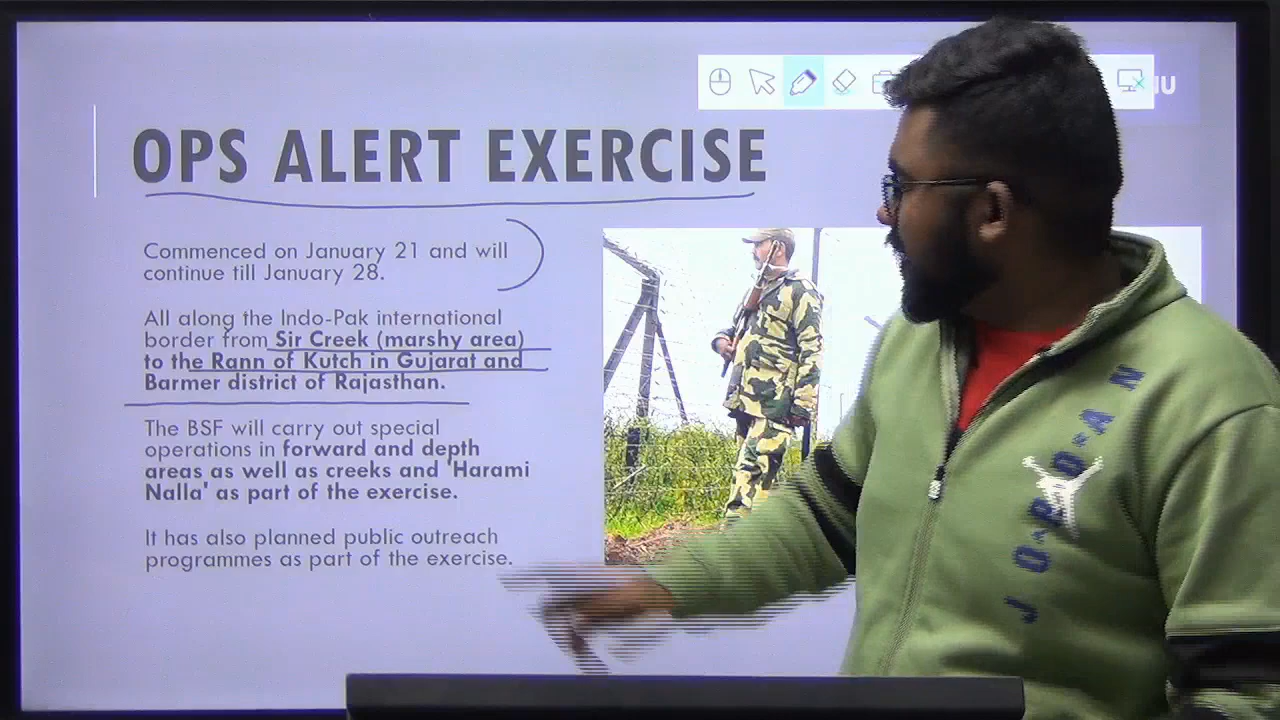 IU
OPS ALERT EXERCISE
Commenced on January 21 and will
continue till January 28.
All along the Indo-Pak international
border from Sir Creek (marshy area)
to the Rann of Kutch in Gujarat and
Barmer district of Rajasthan.
The BSF will carry out special
operations in forward and depth
areas as well as creeks and 'Harami
Nalla' as part of the exercise.
It has also planned public outreach
programmes as part of the exercise.
JORDAN